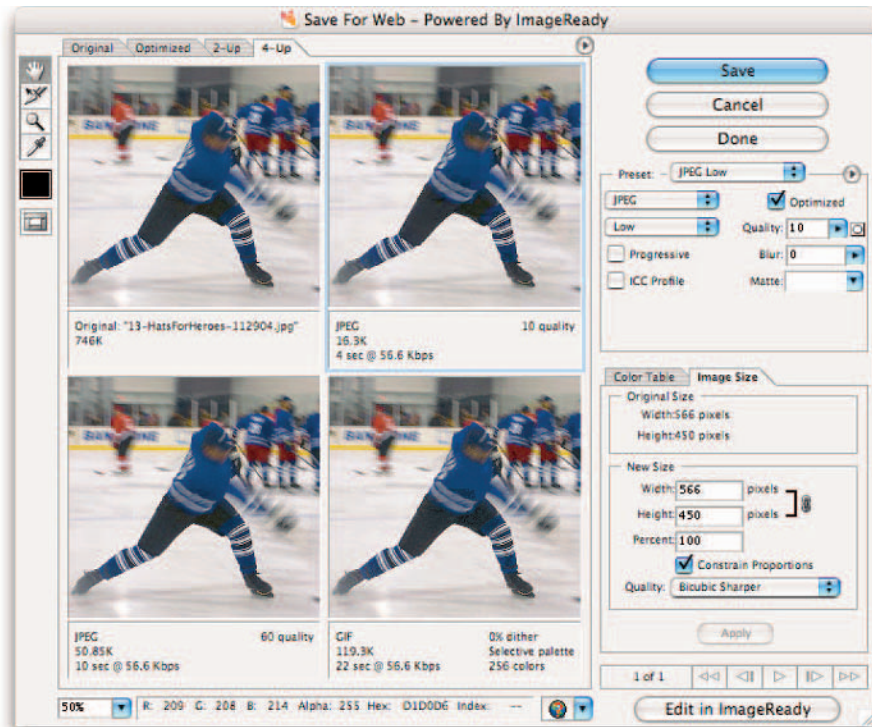 Save For Web – Powered By ImageReady
Original Optimized 2-Up 4-Up
Original: "13-HatsForHeroes-112904.jpg"
746K
JPEG 10 quality
16.3K
4 sec @ 56.6 Kbps
JPEG 60 quality
50.85K
10 sec @ 56.6 Kbps
GIF 0% dither
119.3K Selective palette
22 sec @ 56.6 Kbps 256 colors
50% R: 209 G: 208 B: 214 Alpha: 255 Hex: D1D0D6 Index: --
Save
Cancel
Done
Preset: JPEG Low
JPEG Optimized
Low Quality: 10
Progressive Blur: 0
ICC Profile Matte:
Color Table Image Size
Original Size
Width: 566 pixels
Height: 450 pixels
New Size
Width: 566 pixels
Height: 450 pixels
Percent: 100
Constrain Proportions
Quality: Bicubic Sharper
Apply
1 of 1
Edit in ImageReady